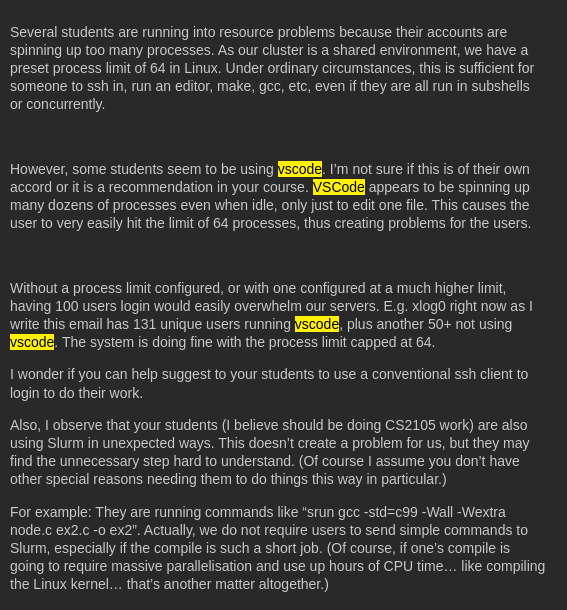 Several students are running into resource problems because their accounts are
spinning up too many processes. As our cluster is a shared environment, we have a
preset process limit of 64 in Linux. Under ordinary circumstances, this is sufficient for
someone to ssh in, run an editor, make, gcc, etc, even if they are all run in subshells
or concurrently.
However, some students seem to be using vscode. I’m not sure if this is of their own
accord or it is a recommendation in your course. VSCode appears to be spinning up
many dozens of processes even when idle, only just to edit one file. This causes the
user to very easily hit the limit of 64 processes, thus creating problems for the users.
Without a process limit configured, or with one configured at a much higher limit,
having 100 users login would easily overwhelm our servers. E.g. xlog0 right now as I
write this email has 131 unique users running vscode, plus another 50+ not using
vscode. The system is doing fine with the process limit capped at 64.
I wonder if you can help suggest to your students to use a conventional ssh client to
login to do their work.
Also, I observe that your students (I believe should be doing CS2105 work) are also
using Slurm in unexpected ways. This doesn’t create a problem for us, but they may
find the unnecessary step hard to understand. (Of course I assume you don’t have
other special reasons needing them to do things this way in particular.)
For example: They are running commands like “srun gcc -std=c99 -Wall -Wextra
node.c ex2.c -o ex2”. Actually, we do not require users to send simple commands to
Slurm, especially if the compile is such a short job. (Of course, if one’s compile is
going to require massive parallelisation and use up hours of CPU time… like compiling
the Linux kernel… that’s another matter altogether.)